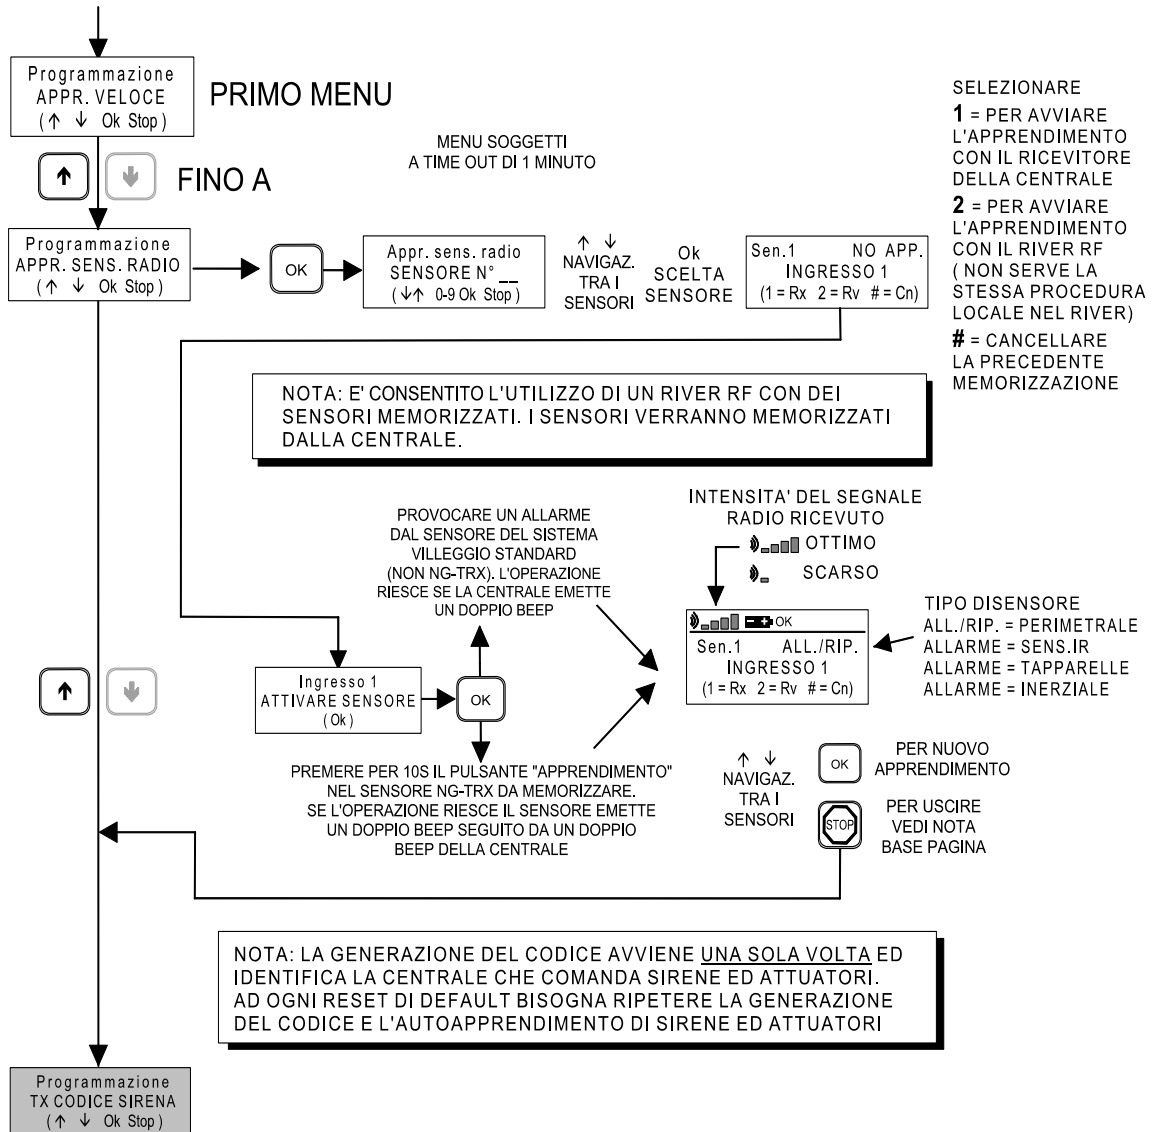 Programmazione
APPR. VELOCE
(↑ ↓ Ok Stop)
PRIMO MENU
MENU SOGGETTI
A TIME OUT DI 1 MINUTO
SELEZIONARE
1 = PER AVVIARE
L'APPRENDIMENTO
CON IL RICEVITORE
DELLA CENTRALE
2 = PER AVVIARE
L'APPRENDIMENTO
CON IL RIVER RF
( NON SERVE LA
STESSA PROCEDURA
LOCALE NEL RIVER)
# = CANCELLARE
LA PRECEDENTE
MEMORIZZAZIONE
FINO A
Programmazione
APPR. SENS. RADIO
(↑ ↓ Ok Stop)
OK
Appr. sens. radio
SENSORE N° __
(↓↑ 0-9 Ok Stop)
↑ ↓
NAVIGAZ.
TRA I
SENSORI
Ok
SCELTA
SENSORE
Sen.1 NO APP.
INGRESSO 1
(1 = Rx 2 = Rv # = Cn)
NOTA: E' CONSENTITO L'UTILIZZO DI UN RIVER RF CON DEI
SENSORI MEMORIZZATI. I SENSORI VERRANNO MEMORIZZATI
DALLA CENTRALE.
PROVOCARE UN ALLARME
DAL SENSORE DEL SISTEMA
VILLEGGIO STANDARD
(NON NG-TRX). L'OPERAZIONE
RIESCE SE LA CENTRALE EMETTE
UN DOPPIO BEEP
INTENSITA' DEL SEGNALE
RADIO RICEVUTO
OTTIMO
SCARSO
OK
Sen.1 ALL./RIP.
INGRESSO 1
(1 = Rx 2 = Rv # = Cn)
TIPO DISENSORE
ALL./RIP. = PERIMETRALE
ALLARME = SENS.IR
ALLARME = TAPPARELLE
ALLARME = INERZIALE
Ingresso 1
ATTIVARE SENSORE
(Ok)
OK
PREMERE PER 10S IL PULSANTE "APPRENDIMENTO"
NEL SENSORE NG-TRX DA MEMORIZZARE.
SE L'OPERAZIONE RIESCE IL SENSORE EMETTE
UN DOPPIO BEEP SEGUITO DA UN DOPPIO
BEEP DELLA CENTRALE
↑ ↓
NAVIGAZ.
TRA I
SENSORI
OK
PER NUOVO
APPRENDIMENTO
STOP
PER USCIRE
VEDI NOTA
BASE PAGINA
NOTA: LA GENERAZIONE DEL CODICE AVVIENE UNA SOLA VOLTA ED
IDENTIFICA LA CENTRALE CHE COMANDA SIRENE ED ATTUATORI.
AD OGNI RESET DI DEFAULT BISOGNA RIPETERE LA GENERAZIONE
DEL CODICE E L'AUTOAPPRENDIMENTO DI SIRENE ED ATTUATORI
Programmazione
TX CODICE SIRENA
(↑ ↓ Ok Stop)